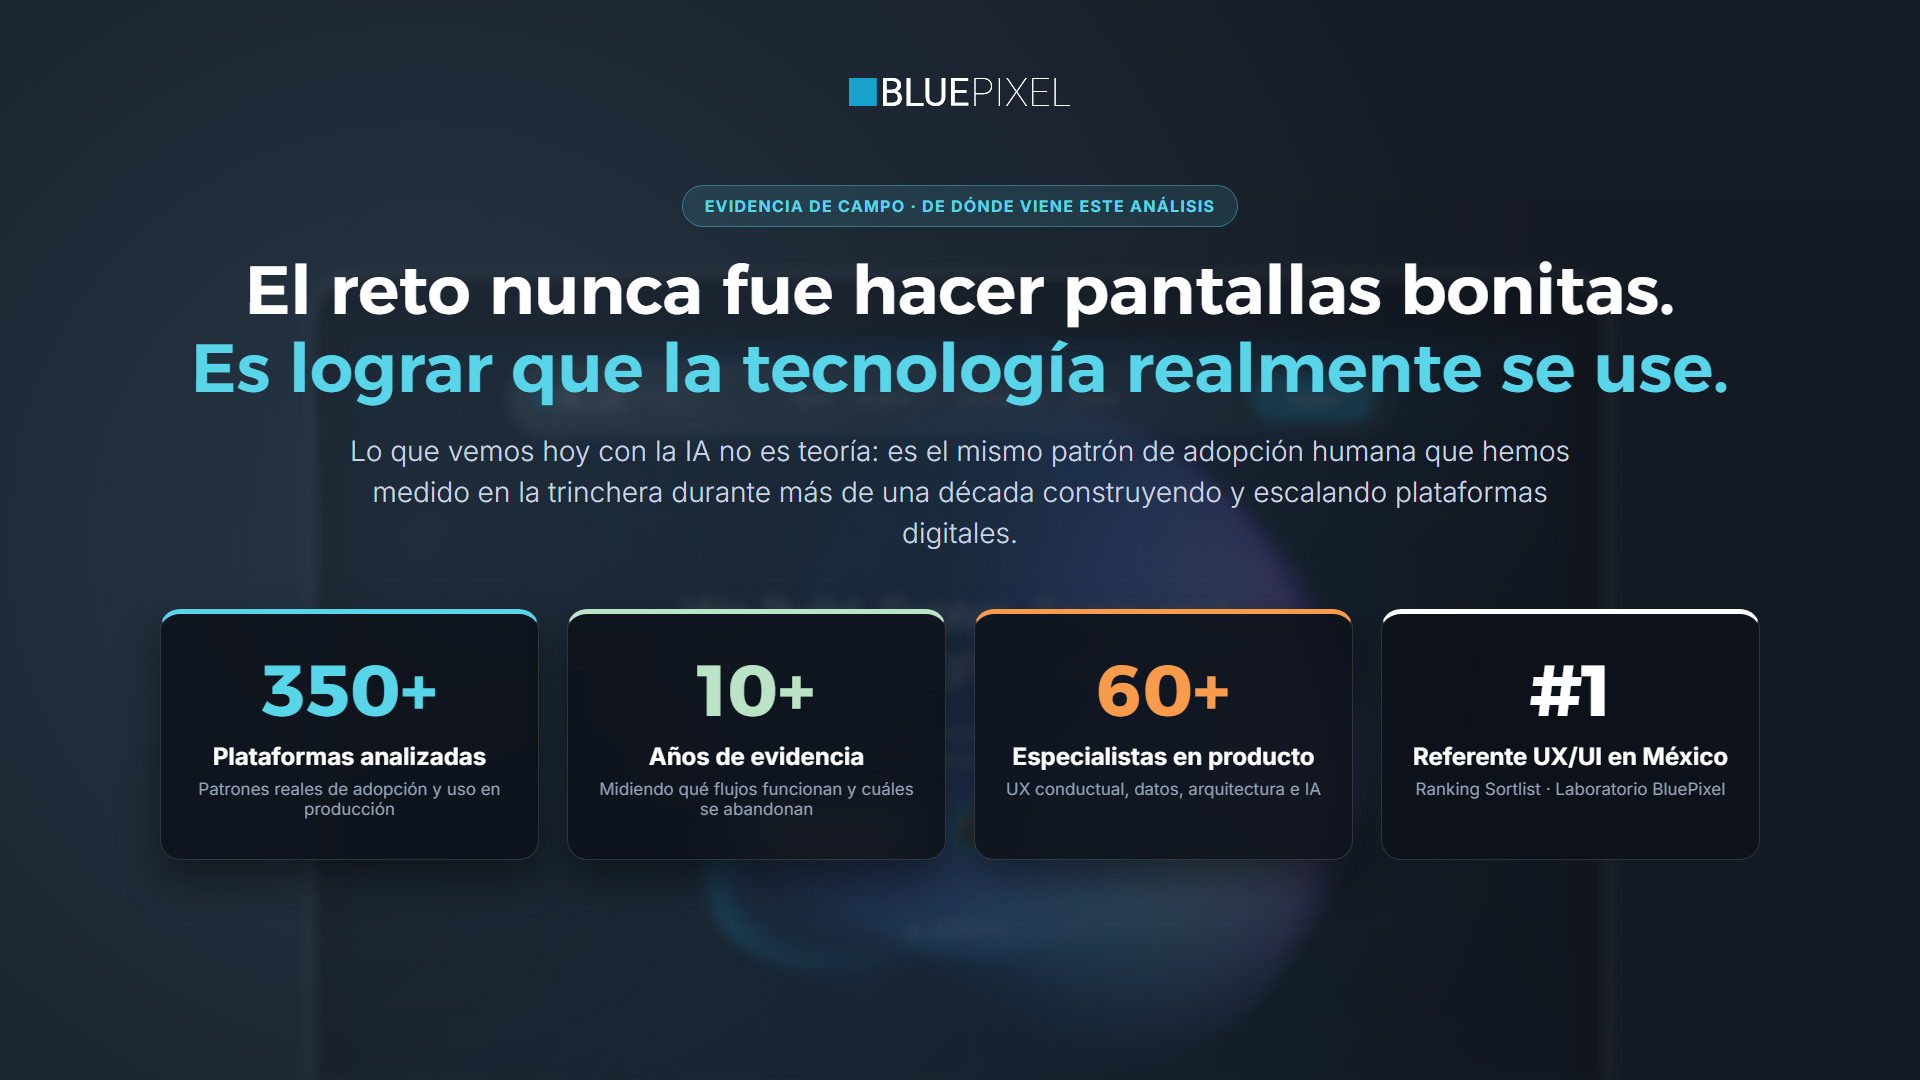 BLUEPIXEL
EVIDENCIA DE CAMPO · DE DÓNDE VIENE ESTE ANÁLISIS
El reto nunca fue hacer pantallas bonitas.
Es lograr que la tecnología realmente se use.
Lo que vemos hoy con la IA no es teoría: es el mismo patrón de adopción humana que hemos
medido en la trinchera durante más de una década construyendo y escalando plataformas
digitales.
350+
Plataformas analizadas
Patrones reales de adopción y uso en
producción
10+
Años de evidencia
Midiendo qué flujos funcionan y cuáles
se abandonan
60+
Especialistas en producto
UX conductual, datos, arquitectura e IA
#1
Referente UX/UI en México
Ranking Sortlist · Laboratorio BluePixel